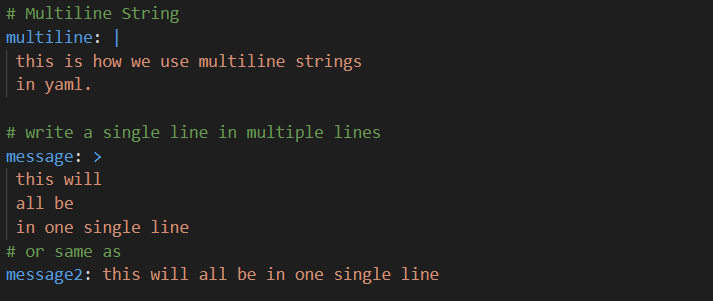 # Multiline String
multiline: |
this is how we use multiline strings
in yaml.
# write a single line in multiple lines
message: >
this will
all be
in one single line
# or same as
message2: this will all be in one single line